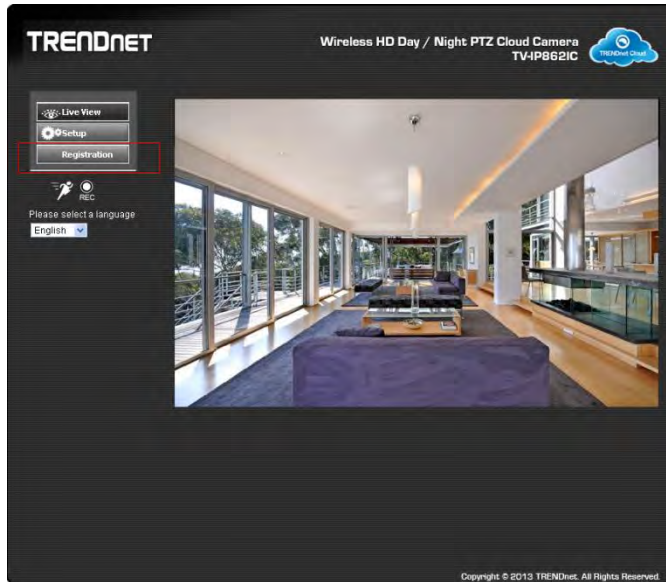 TRENDNET
Wireless HD Day / Night PTZ Cloud Camera
TV-IP862IC
TRENDnet Cloud
Live View
Setup
Registration
REC
Please select a language
English
Copyright © 2013 TRENDnet. All Rights Reserved.